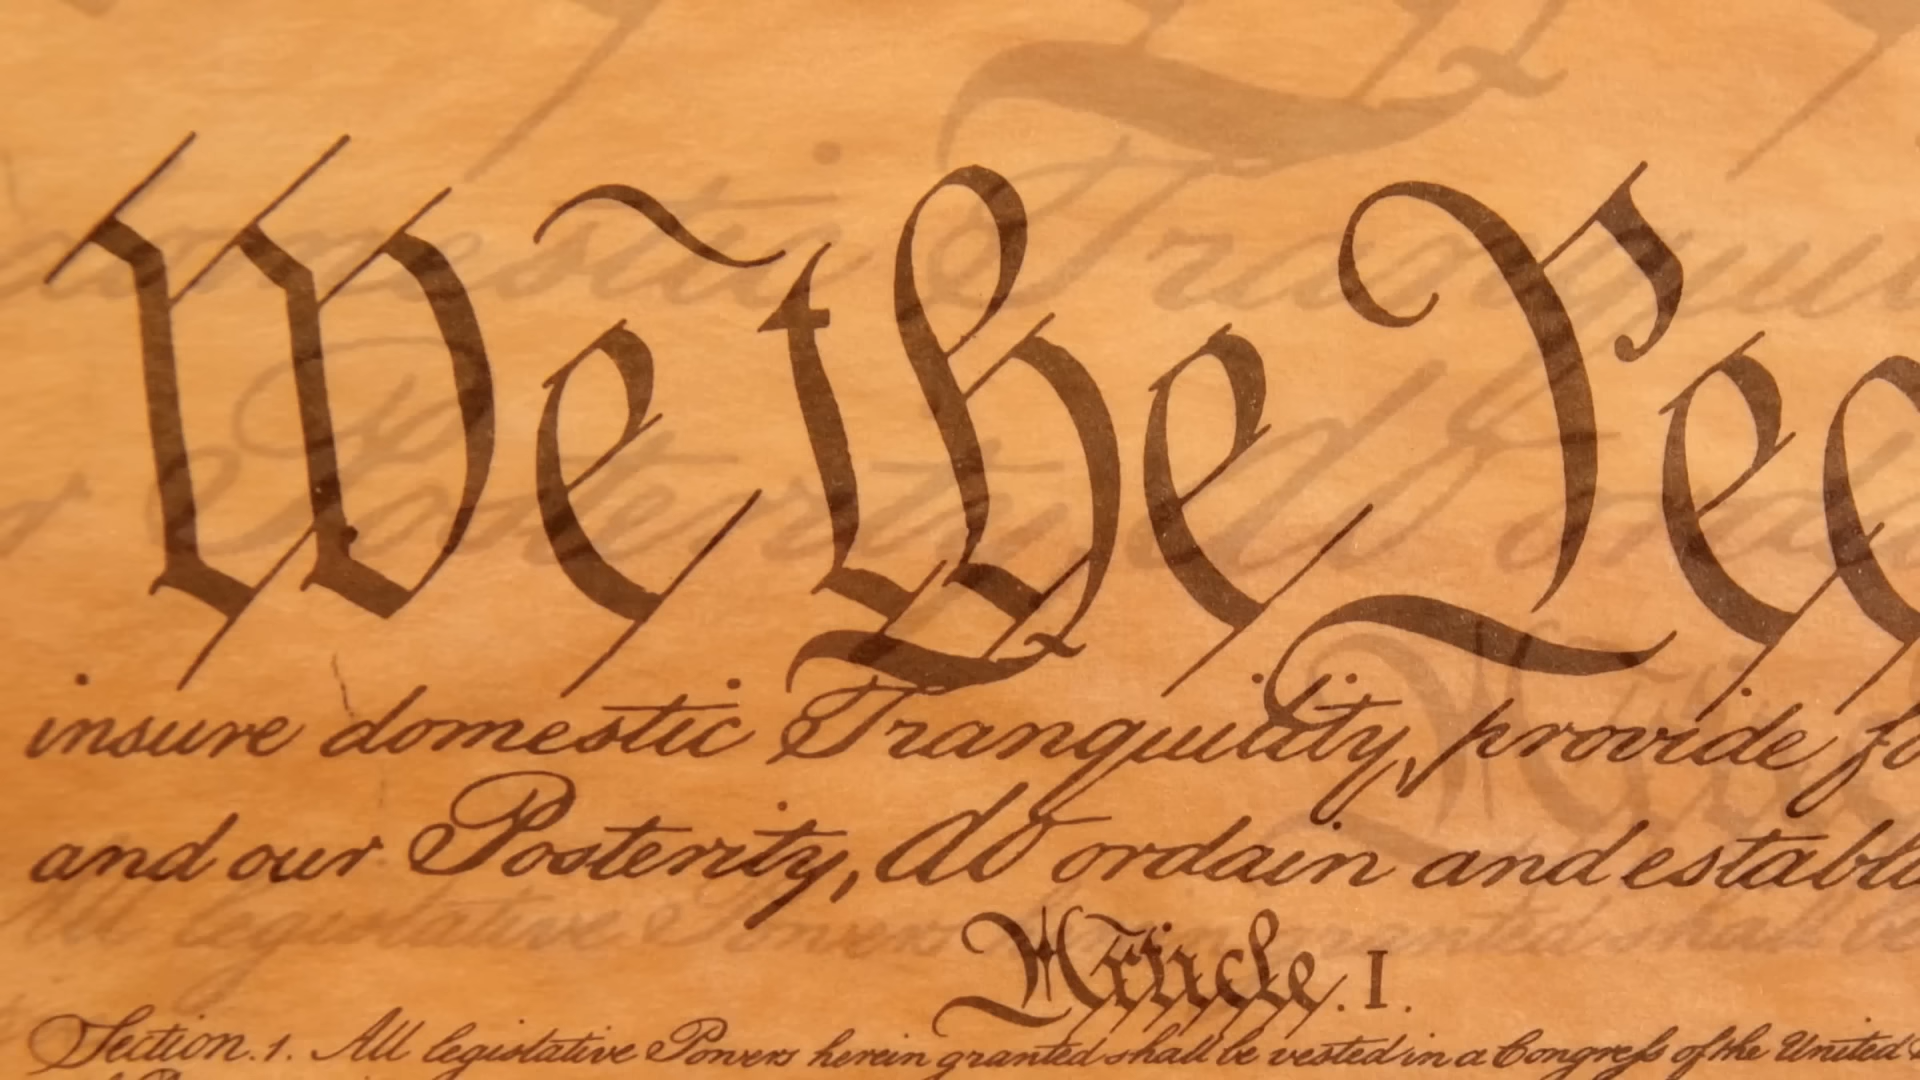 We the Peo
insure domestic Tranquility, provide fo
and our Posterity, do ordain and establ
Article. I.
Section. 1. All legislative Powers herein granted shall be vested in a Congress of the United